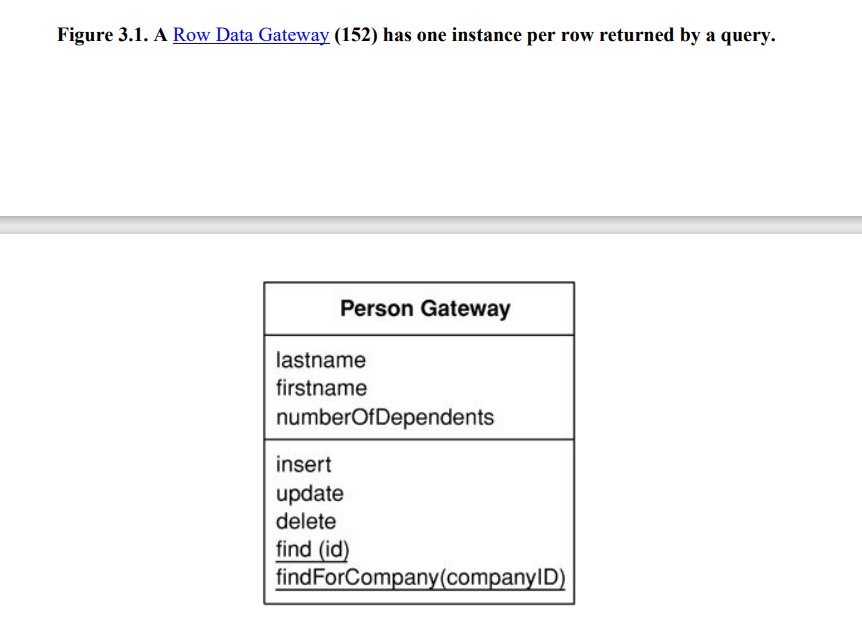 Figure 3.1. A Row Data Gateway (152) has one instance per row returned by a query.
Person Gateway
lastname
firstname
numberOfDependents
insert
update
delete
find (id)
findForCompany(companyID)